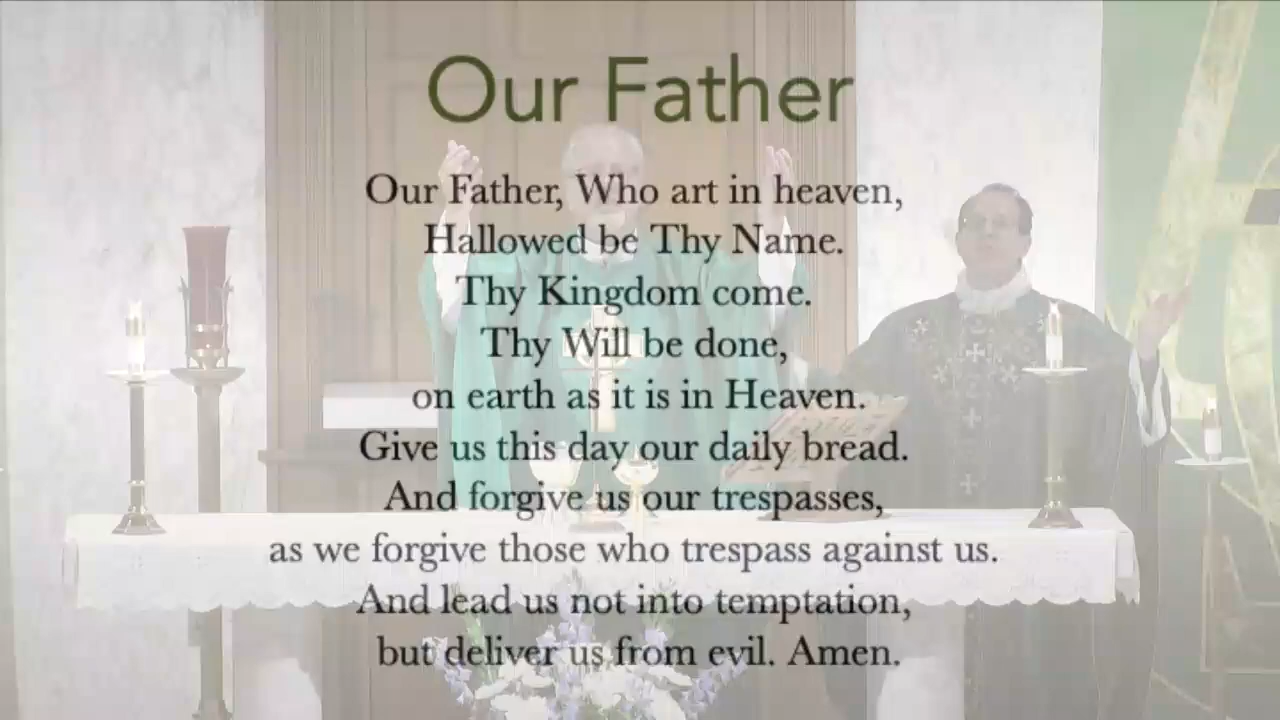 Our Father
Our Father, Who art in heaven,
Hallowed be Thy Name.
Thy Kingdom come.
Thy Will be done,
on earth as it is in Heaven.
Give us this day our daily bread.
And forgive us our trespasses,
as we forgive those who trespass against us.
And lead us not into temptation,
but deliver us from evil. Amen.